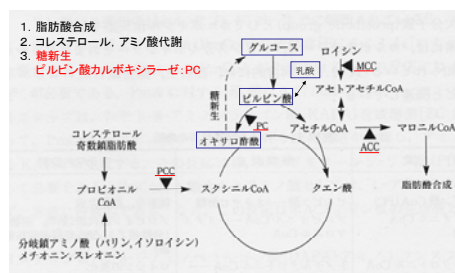 1. 脂肪酸合成
2. コレステロール, アミノ酸代謝
3. 糖新生
ピルビン酸カルボキシラーゼ:PC
グルコース
ロイシン
乳酸
MCC
ピルビン酸
アセトアセチルCoA
糖新生
PC
アセチルCoA
マロニルCoA
オキサロ酢酸
ACC
コレステロール
奇数鎖脂肪酸
PCC
プロピオニル
CoA
スクシニルCoA
クエン酸
脂肪酸合成
分岐鎖アミノ酸 (バリン, イソロイシン)
メチオニン, スレオニン